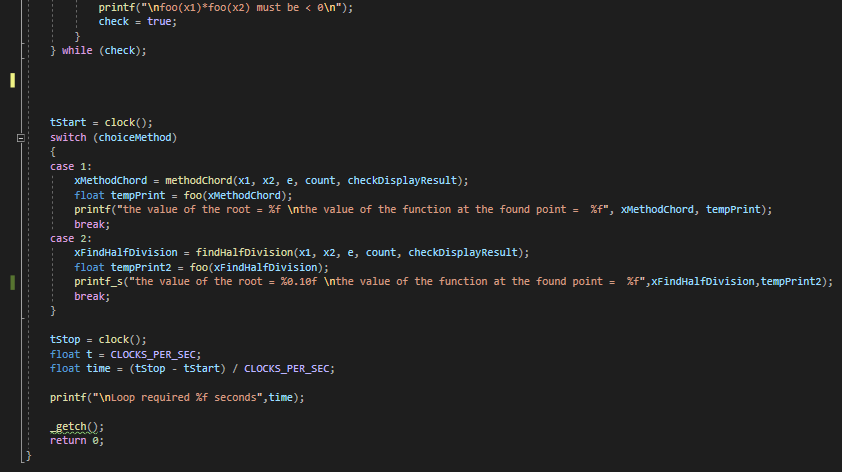 printf("\nfoo(x1)*foo(x2) must be < 0\n");
check = true;
}
} while (check);
tStart = clock();
switch (choiceMethod)
{
case 1:
xMethodChord = methodChord(x1, x2, e, count, checkDisplayResult);
float tempPrint = foo(xMethodChord);
printf("the value of the root = %f \nthe value of the function at the found point =  %f", xMethodChord, tempPrint);
break;
case 2:
xFindHalfDivision = findHalfDivision(x1, x2, e, count, checkDisplayResult);
float tempPrint2 = foo(xFindHalfDivision);
printf_s("the value of the root = %0.10f \nthe value of the function at the found point =  %f",xFindHalfDivision,tempPrint2);
break;
}
tStop = clock();
float t = CLOCKS_PER_SEC;
float time = (tStop - tStart) / CLOCKS_PER_SEC;
printf("\nLoop required %f seconds",time);
_getch();
return 0;
}